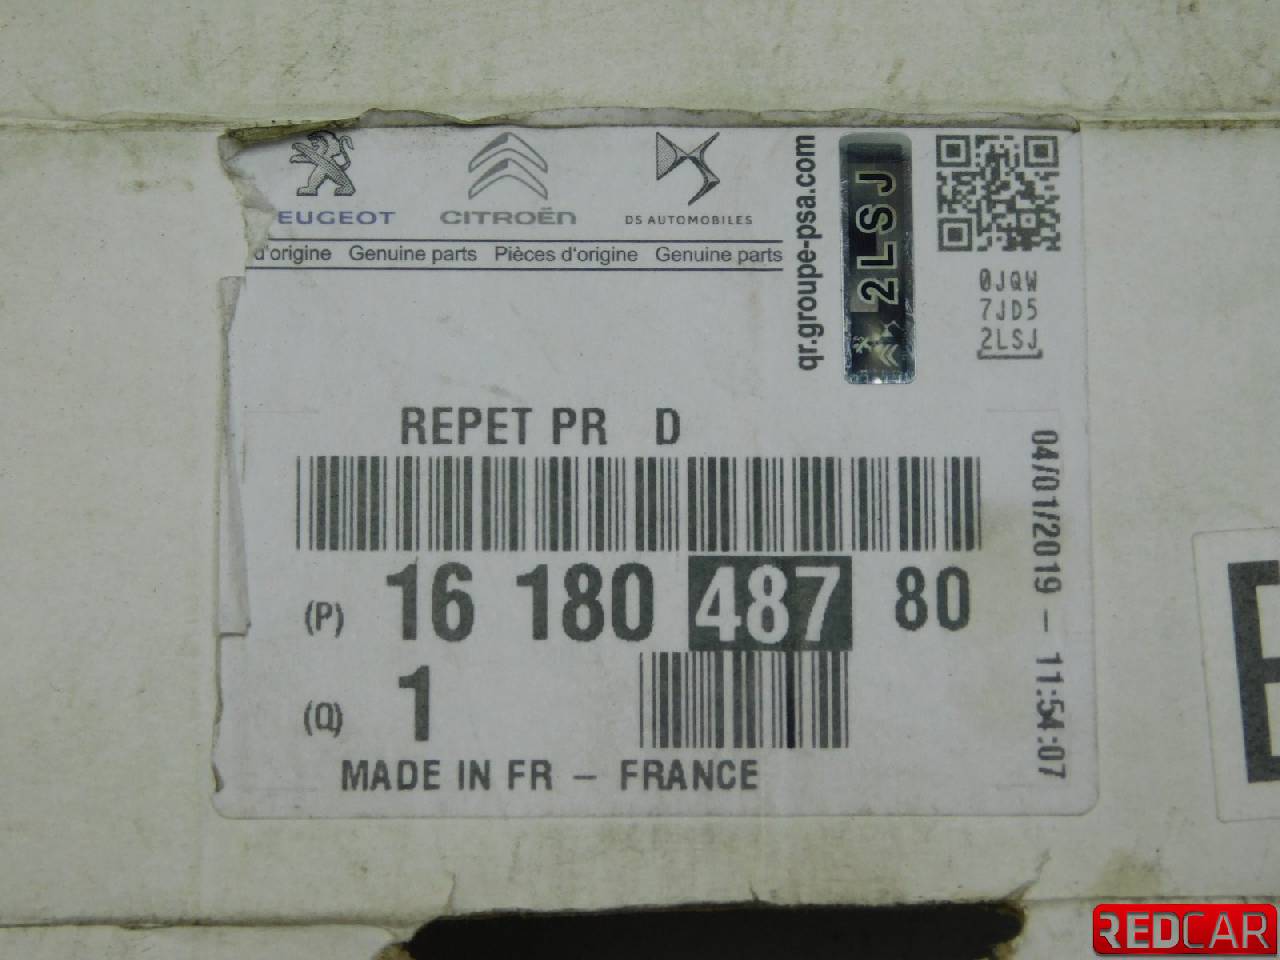 EUGEOT CITROËN DS AUTOMOBILES
d'origine Genuine parts Pièces d'origine Genuine parts
qr.groupe-psa.com
2LSJ
0JQW
7JD5
2LSJ
REPET PR D
(P) 16 180 487 80
(Q) 1
MADE IN FR - FRANCE
04/01/2019 - 11:54:07
REDCAR